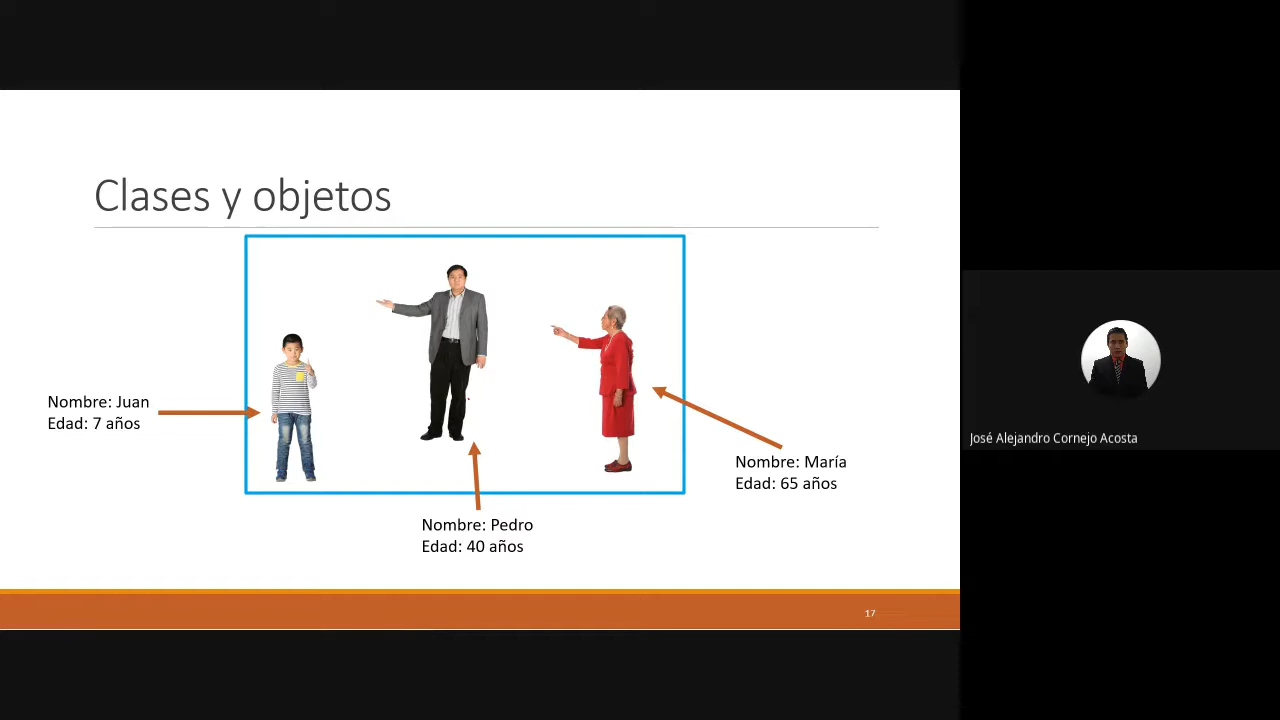 Clases y objetos
Nombre: Juan
Edad: 7 años
Nombre: Pedro
Edad: 40 años
Nombre: María
Edad: 65 años
17
José Alejandro Cornejo Acosta